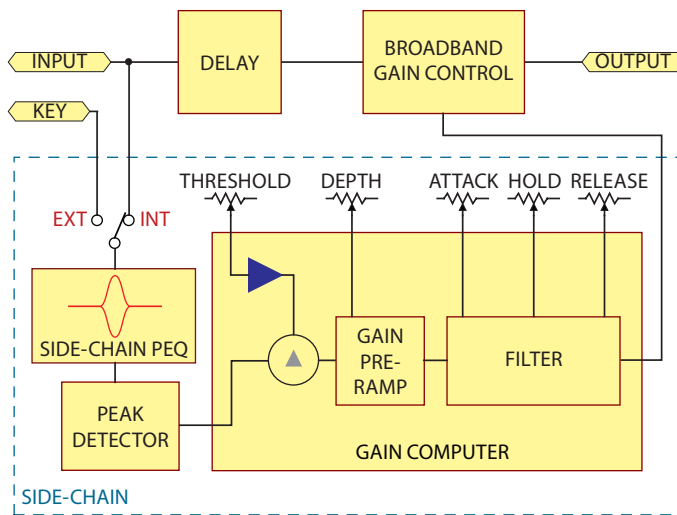 INPUT
DELAY
BROADBAND
GAIN CONTROL
OUTPUT
KEY
THRESHOLD
DEPTH
ATTACK
HOLD
RELEASE
EXT
INT
SIDE-CHAIN PEQ
GAIN
PRE-
RAMP
FILTER
PEAK
DETECTOR
GAIN COMPUTER
SIDE-CHAIN